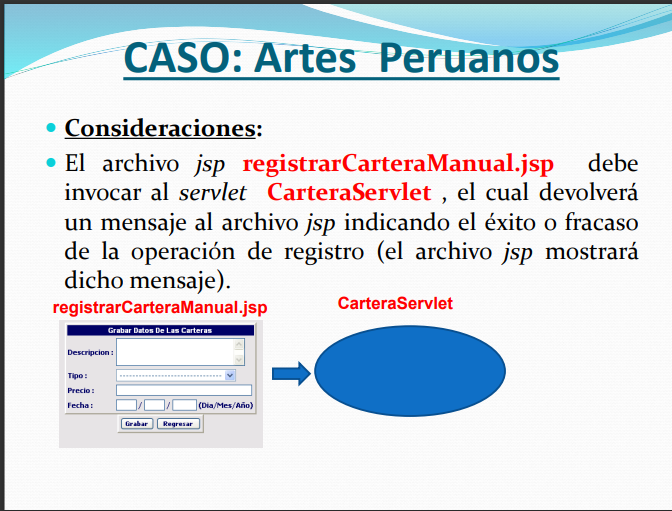 CASO: Artes Peruanos
Consideraciones:
El archivo jsp registrarCarteraManual.jsp debe
invocar al servlet CarteraServlet , el cual devolverá
un mensaje al archivo jsp indicando el éxito o fracaso
de la operación de registro (el archivo jsp mostrará
dicho mensaje).
registrarCarteraManual.jsp
CarteraServlet
Grabar Datos De Las Carteras
Descripcion :
Tipo :
Precio :
Fecha : / / (Dia/Mes/Año)
Grabar Regresar